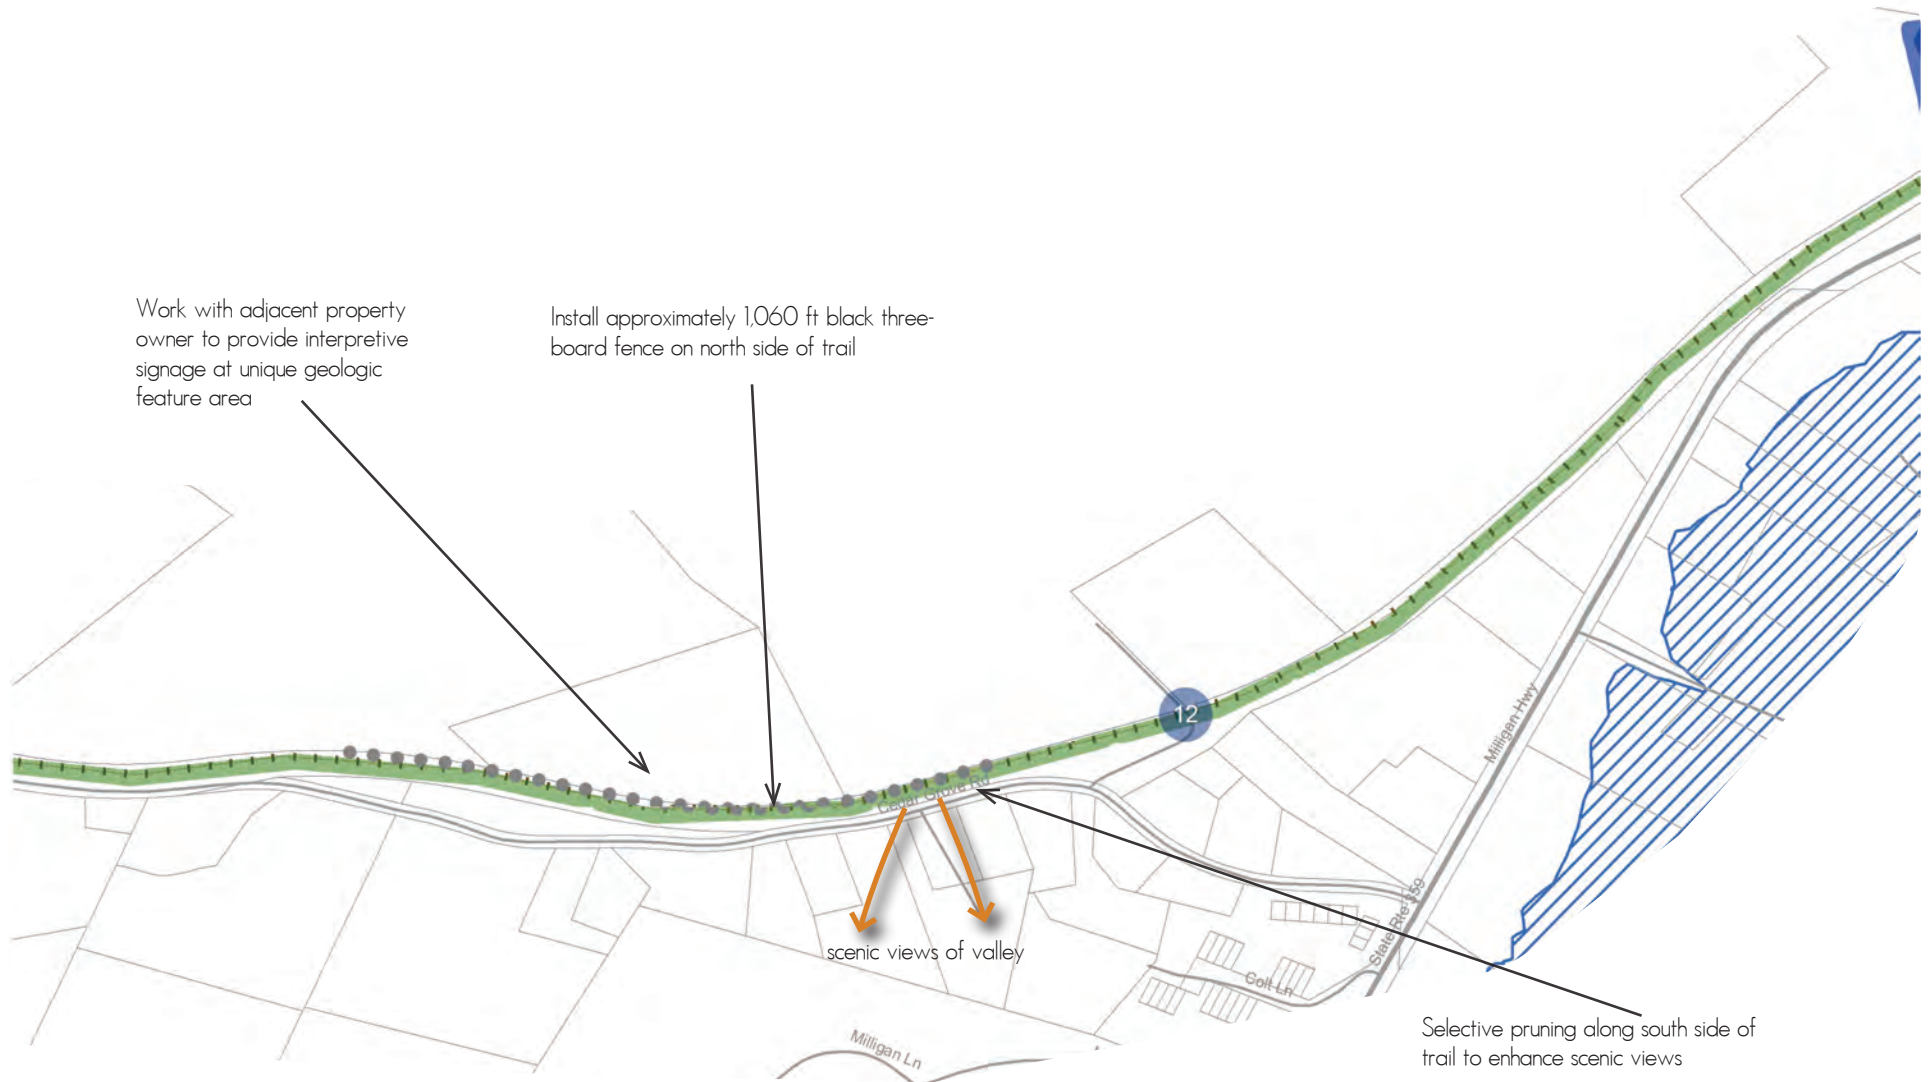 Work with adjacent property
owner to provide interpretive
signage at unique geologic
feature area
Install approximately 1,060 ft black three-
board fence on north side of trail
12
Cedar Grove Rd
Milligan Hwy
State Rte 359
scenic views of valley
Colt Ln
Milligan Ln
Selective pruning along south side of
trail to enhance scenic views